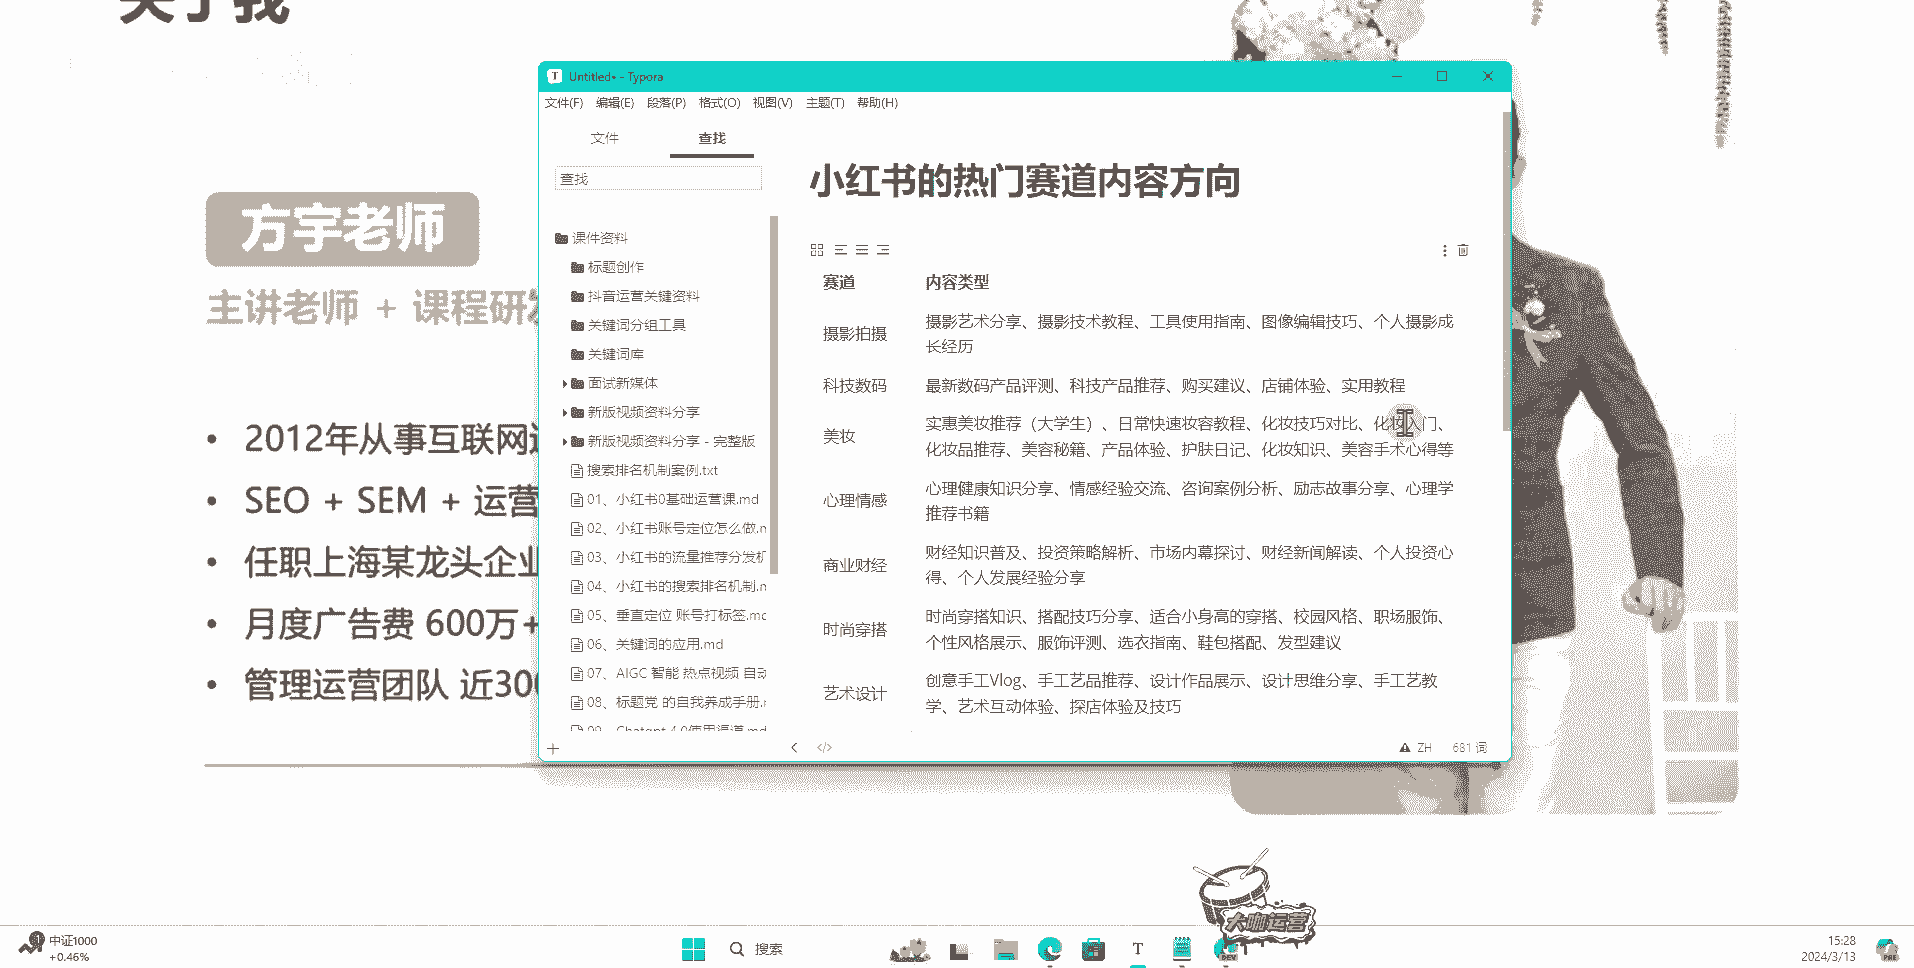 关于我
方宇老师
主讲老师 + 课程研发
2012年从事互联网
SEO + SEM + 运营
任职上海某龙头企业
月度广告费 600万+
管理运营团队 近300
Untitled• - Typora
文件(F) 编辑(E) 段落(P) 格式(O) 视图(V) 主题(T) 帮助(H)
文件 查找
查找
课件资料
标题创作
抖音运营关键资料
关键词分组工具
关键词库
面试新媒体
新版视频资料分享
新版视频资料分享 - 完整版
搜索排名机制案例.txt
01、小红书0基础运营课.md
02、小红书账号定位怎么做.m
03、小红书的流量推荐分发机
04、小红书的搜索排名机制.m
05、垂直定位 账号打标签.mc
06、关键词的应用.md
07、AIGC 智能 热点视频 自动
08、标题党 的自我养成手册.r
09、Chatgpt 4.0使用渠道.md
小红书的热门赛道内容方向
赛道 内容类型
摄影拍摄 摄影艺术分享、摄影技术教程、工具使用指南、图像编辑技巧、个人摄影成
长经历
科技数码 最新数码产品评测、科技产品推荐、购买建议、店铺体验、实用教程
美妆 实惠美妆推荐（大学生）、日常快速妆容教程、化妆技巧对比、化妆入门、
化妆品推荐、美容秘籍、产品体验、护肤日记、化妆知识、美容手术心得等
心理情感 心理健康知识分享、情感经验交流、咨询案例分析、励志故事分享、心理学
推荐书籍
商业财经 财经知识普及、投资策略解析、市场内幕探讨、财经新闻解读、个人投资心
得、个人发展经验分享
时尚穿搭 时尚穿搭知识、搭配技巧分享、适合小身高的穿搭、校园风格、职场服饰、
个性风格展示、服饰评测、选衣指南、鞋包搭配、发型建议
艺术设计 创意手工Vlog、手工艺品推荐、设计作品展示、设计思维分享、手工艺教
学、艺术互动体验、探店体验及技巧
ZH 681 词
大咖运营
中证1000
+0.46%
搜索
DEV
15:28
2024/3/13
PRE